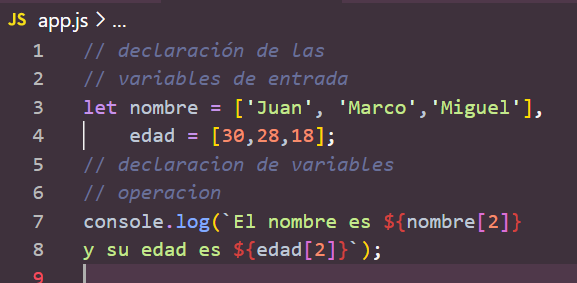 JS app.js > ...
1 // declaración de las
2 // variables de entrada
3 let nombre = ['Juan', 'Marco','Miguel'],
4     edad = [30,28,18];
5 // declaracion de variables
6 // operacion
7 console.log(`El nombre es ${nombre[2]}
8 y su edad es ${edad[2]}`);
9